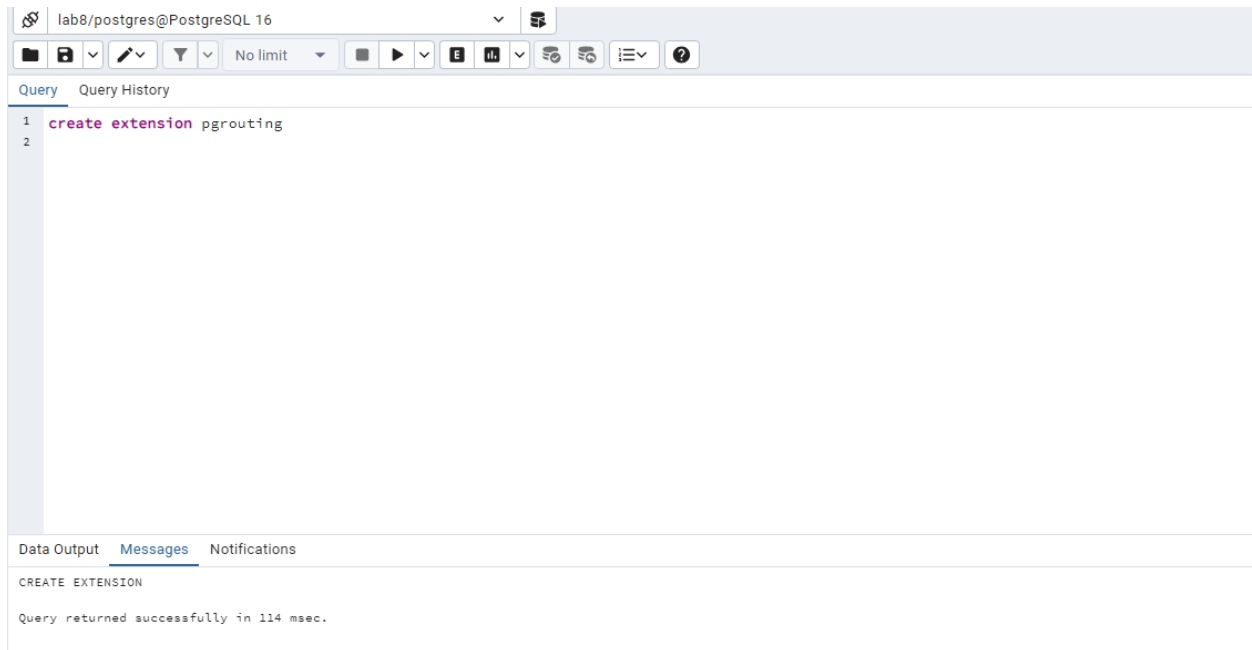 lab8/postgres@PostgreSQL 16
No limit
E
Query Query History
1 create extension pgrouting
2
Data Output Messages Notifications
CREATE EXTENSION
Query returned successfully in 114 msec.